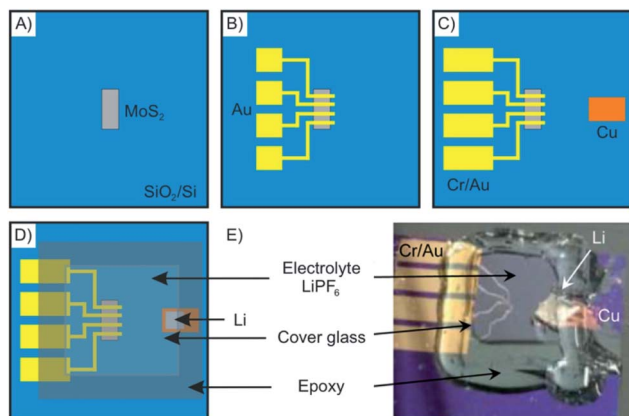 A)
MoS₂
SiO₂/Si
B)
Au
C)
Cr/Au
Cu
D)
E)
Electrolyte
LiPF₆
Li
Cover glass
Epoxy
Cr/Au
Li
Cu